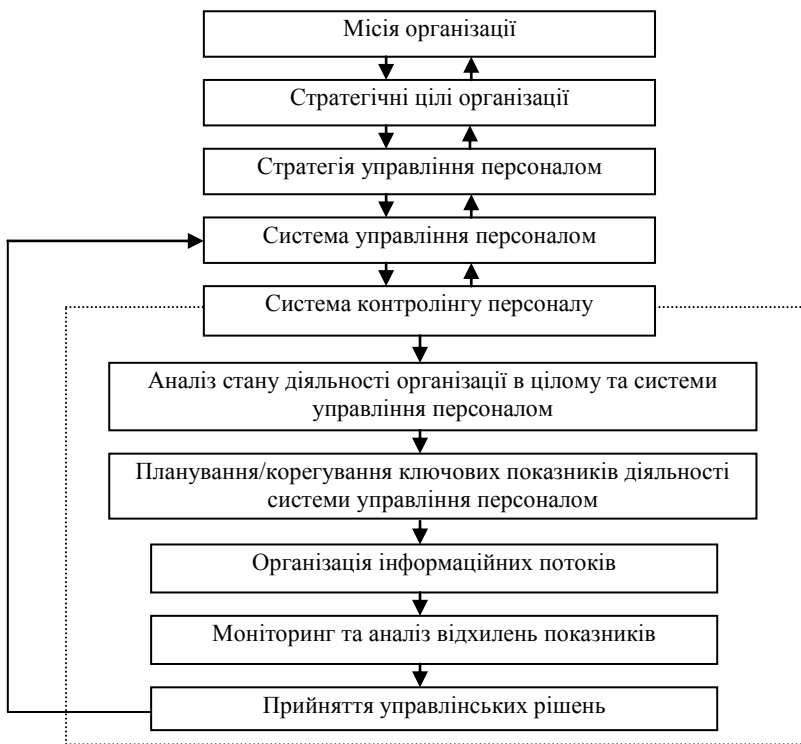 Місія організації
Стратегічні цілі організації
Стратегія управління персоналом
Система управління персоналом
Система контролінгу персоналу
Аналіз стану діяльності організації в цілому та системи
управління персоналом
Планування/корегування ключових показників діяльності
системи управління персоналом
Організація інформаційних потоків
Моніторинг та аналіз відхилень показників
Прийняття управлінських рішень